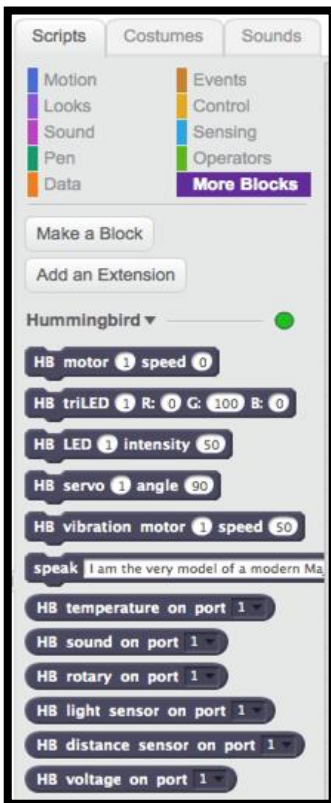 Scripts Costumes Sounds
Motion Events
Looks Control
Sound Sensing
Pen Operators
Data More Blocks
Make a Block
Add an Extension
Hummingbird
HB motor 1 speed 0
HB triLED 1 R: 0 G: 100 B: 0
HB LED 1 intensity 50
HB servo 1 angle 90
HB vibration motor 1 speed 50
speak I am the very model of a modern Maj
HB temperature on port 1
HB sound on port 1
HB rotary on port 1
HB light sensor on port 1
HB distance sensor on port 1
HB voltage on port 1